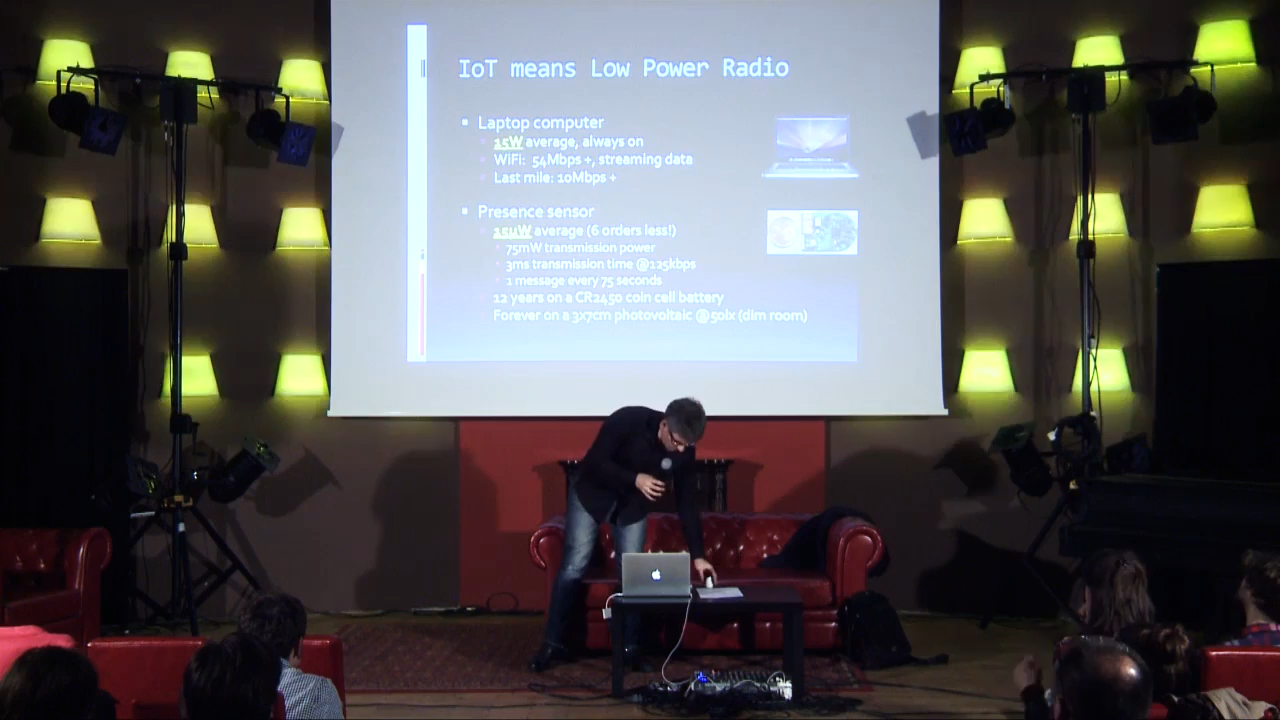 IoT means Low Power Radio
Laptop computer
15W average, always on
WiFi: 54Mbps +, streaming data
Last mile: 10Mbps +
Presence sensor
15uW average (6 orders less!)
75mW transmission power
3ms transmission time @125kbps
1 message every 75 seconds
12 years on a CR2450 coin cell battery
Forever on a 3x7cm photovoltaic @50lx (dim room)